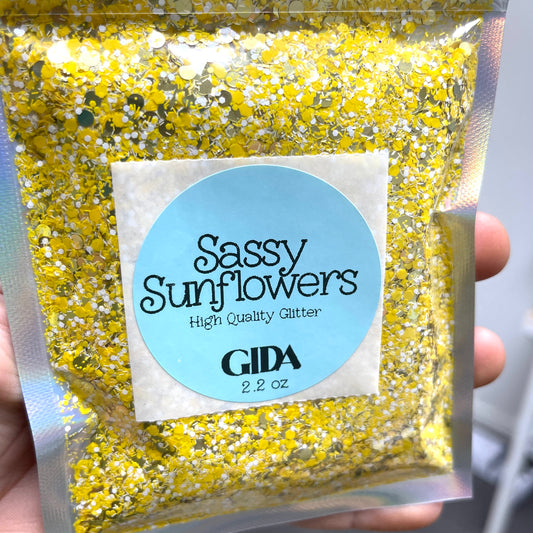 Sassy
Sunflowers
High Quality Glitter
GIDA
2.2 oz